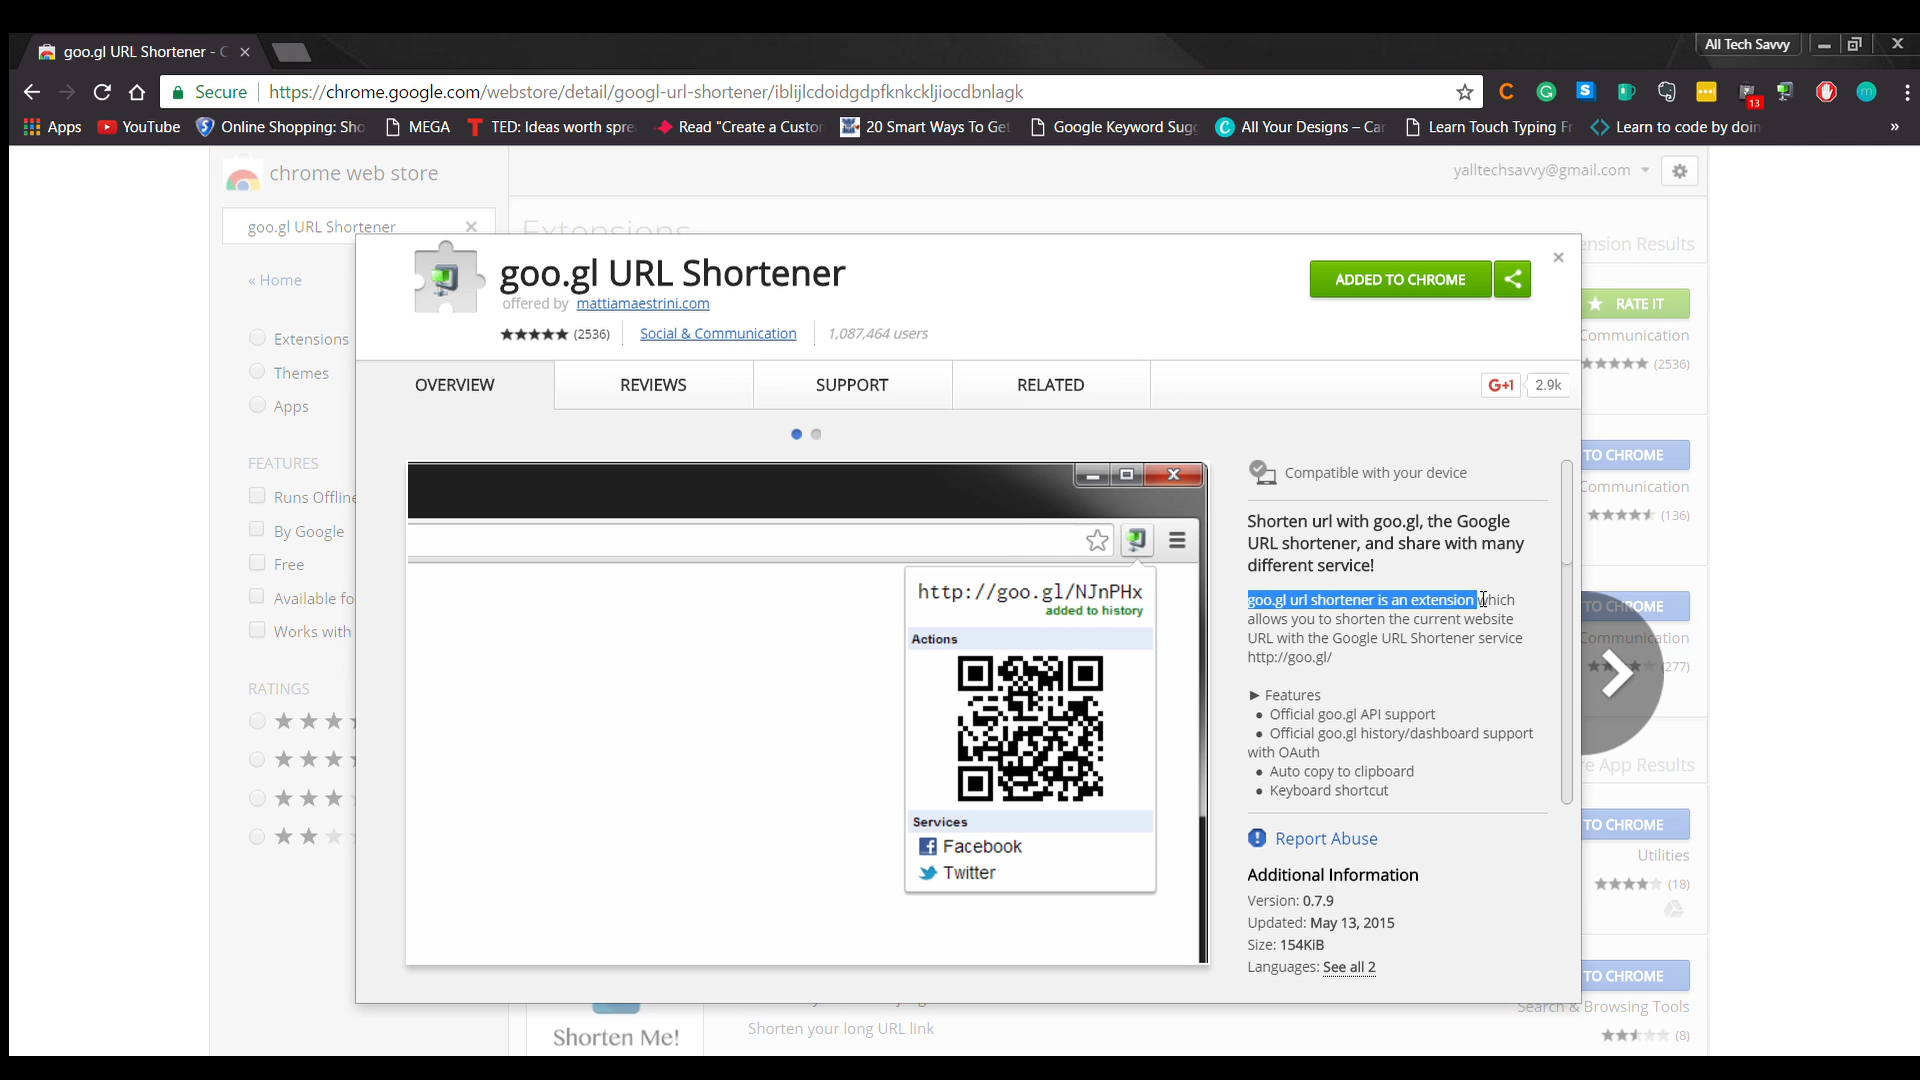 goo.gl URL Shortener - C
All Tech Savvy
Secure https://chrome.google.com/webstore/detail/googl-url-shortener/iblijlcdoidgdpfknkckljiocdbnlagk
13
Apps YouTube Online Shopping: Sho MEGA TED: Ideas worth spre Read "Create a Custo 20 Smart Ways To Get Google Keyword Sugg All Your Designs – Ca Learn Touch Typing Fr Learn to code by doin »
chrome web store
yalltechsavvy@gmail.com
goo.gl URL Shortener
Extensions
« Home
Extensions
Themes
Apps
FEATURES
Runs Offline
By Google
Free
Available fo
Works with
RATINGS
goo.gl URL Shortener
offered by mattiamaestrini.com
(2536) Social & Communication 1,087,464 users
ADDED TO CHROME
OVERVIEW REVIEWS SUPPORT RELATED
G+1 2.9k
http://goo.gl/NJnPHx
added to history
Actions
Services
Facebook
Twitter
Compatible with your device
Shorten url with goo.gl, the Google
URL shortener, and share with many
different service!
goo.gl url shortener is an extension which
allows you to shorten the current website
URL with the Google URL Shortener service
http://goo.gl/
► Features
• Official goo.gl API support
• Official goo.gl history/dashboard support
with OAuth
• Auto copy to clipboard
• Keyboard shortcut
Report Abuse
Additional Information
Version: 0.7.9
Updated: May 13, 2015
Size: 154KiB
Languages: See all 2
ension Results
RATE IT
Communication
(2536)
TO CHROME
Communication
(136)
TO CHROME
Communication
(277)
re App Results
TO CHROME
Utilities
(18)
TO CHROME
Search & Browsing Tools
(8)
Shorten Me!
Shorten your long URL link